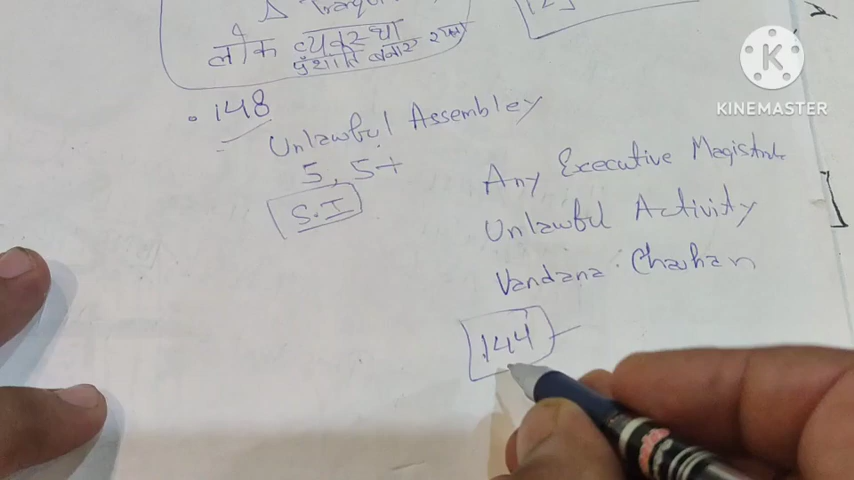 लोक व्यवस्था
148
Unlawful Assembley
5, 5+
S.I
Any Executive Magistrate
Unlawful Activity
Vandana. Chauhan
144
KINEMASTER